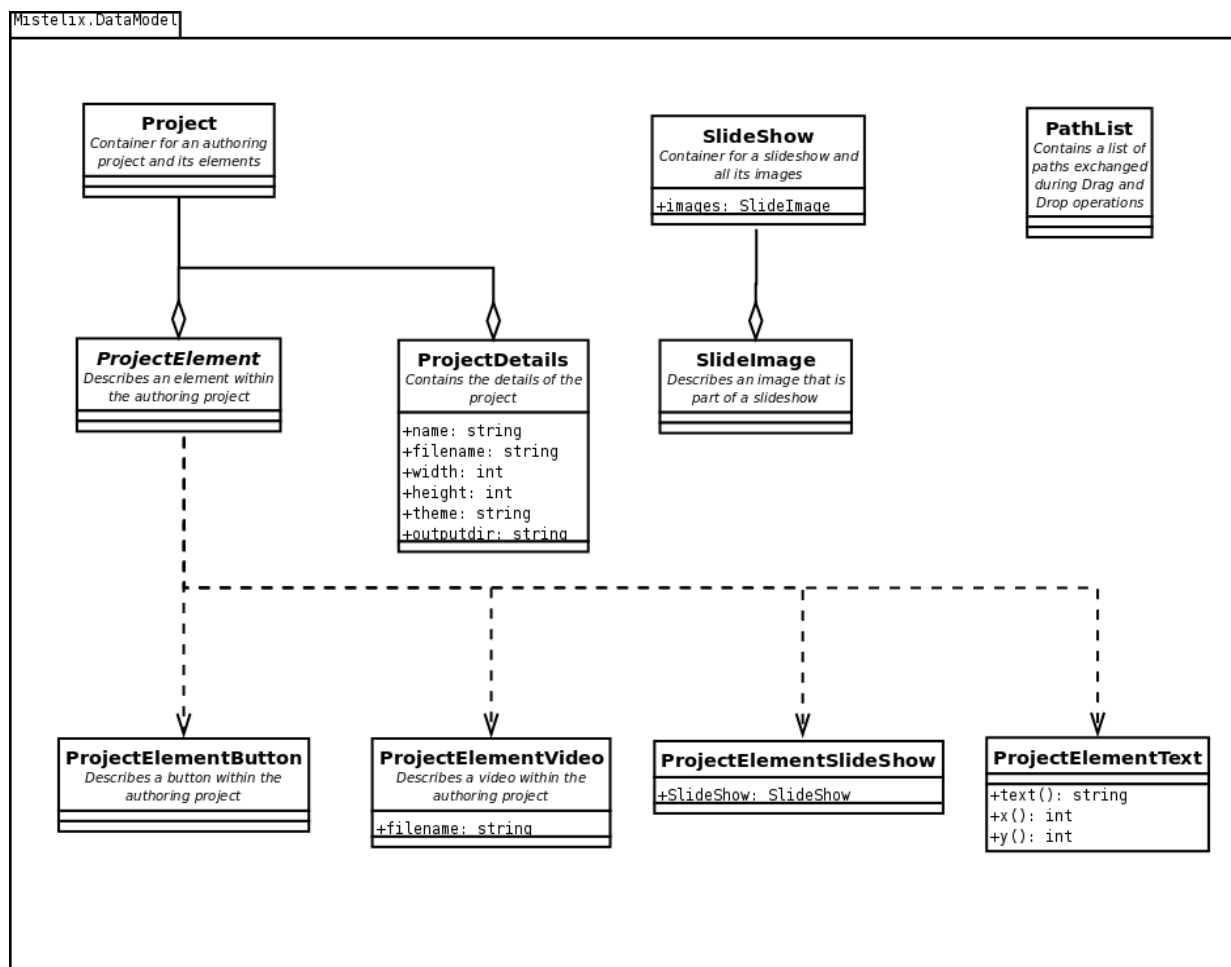 Mistelix.DataModel
Project
Container for an authoring
project and its elements
SlideShow
Container for a slideshow and
all its images
+images: SlideImage
PathList
Contains a list of
paths exchanged
during Drag and
Drop operations
ProjectElement
Describes an element within
the authoring project
ProjectDetails
Contains the details of the
project
+name: string
+filename: string
+width: int
+height: int
+theme: string
+outputdir: string
SlideImage
Describes an image that is
part of a slideshow
ProjectElementButton
Describes a button within the
authoring project
ProjectElementVideo
Describes a video within the
authoring project
+filename: string
ProjectElementSlideShow
+SlideShow: SlideShow
ProjectElementText
+text(): string
+x(): int
+y(): int